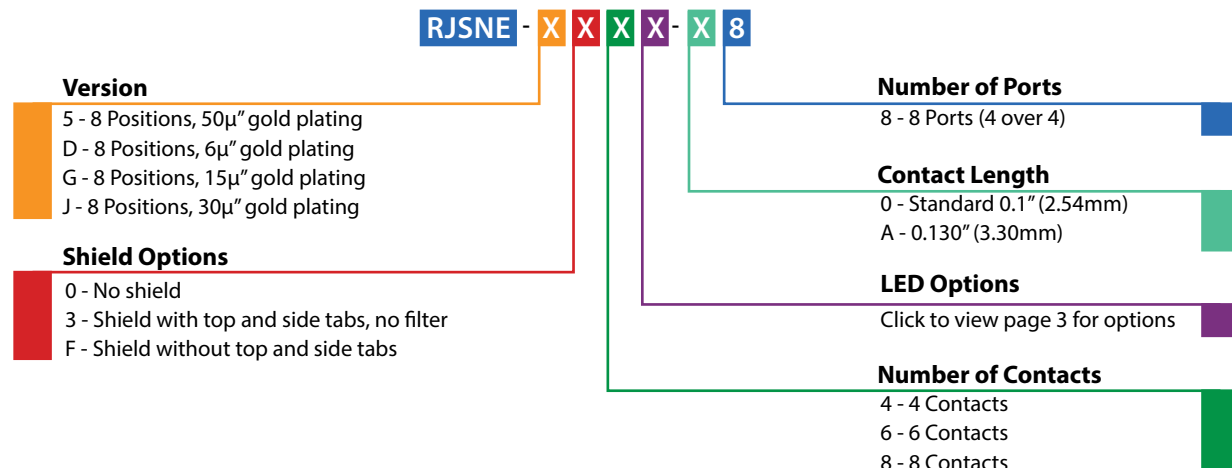 RJSNE - X X X X - X 8
Version
5 - 8 Positions, 50µ” gold plating
D - 8 Positions, 6µ” gold plating
G - 8 Positions, 15µ” gold plating
J - 8 Positions, 30µ” gold plating
Shield Options
0 - No shield
3 - Shield with top and side tabs, no filter
F - Shield without top and side tabs
Number of Ports
8 - 8 Ports (4 over 4)
Contact Length
0 - Standard 0.1” (2.54mm)
A - 0.130” (3.30mm)
LED Options
Click to view page 3 for options
Number of Contacts
4 - 4 Contacts
6 - 6 Contacts
8 - 8 Contacts